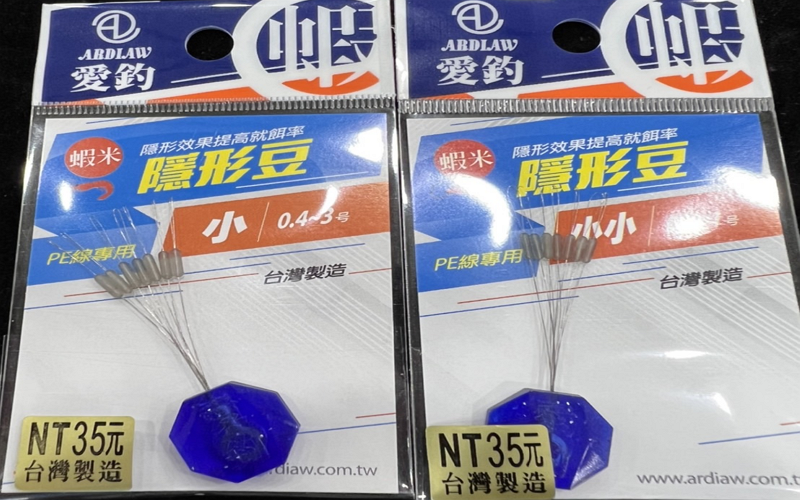 ARDIAW
愛釣
蝦
蝦米
隱形效果提高就餌率
隱形豆
小
0.4~3号
PE線專用
台灣製造
NT35元
台灣製造
www.ardiaw.com.tw
ARDIAW
愛釣
蝦
蝦米
隱形效果提高就餌率
隱形豆
小小
号
PE線專用
台灣製造
NT35元
台灣製造
www.ardiaw.com.t